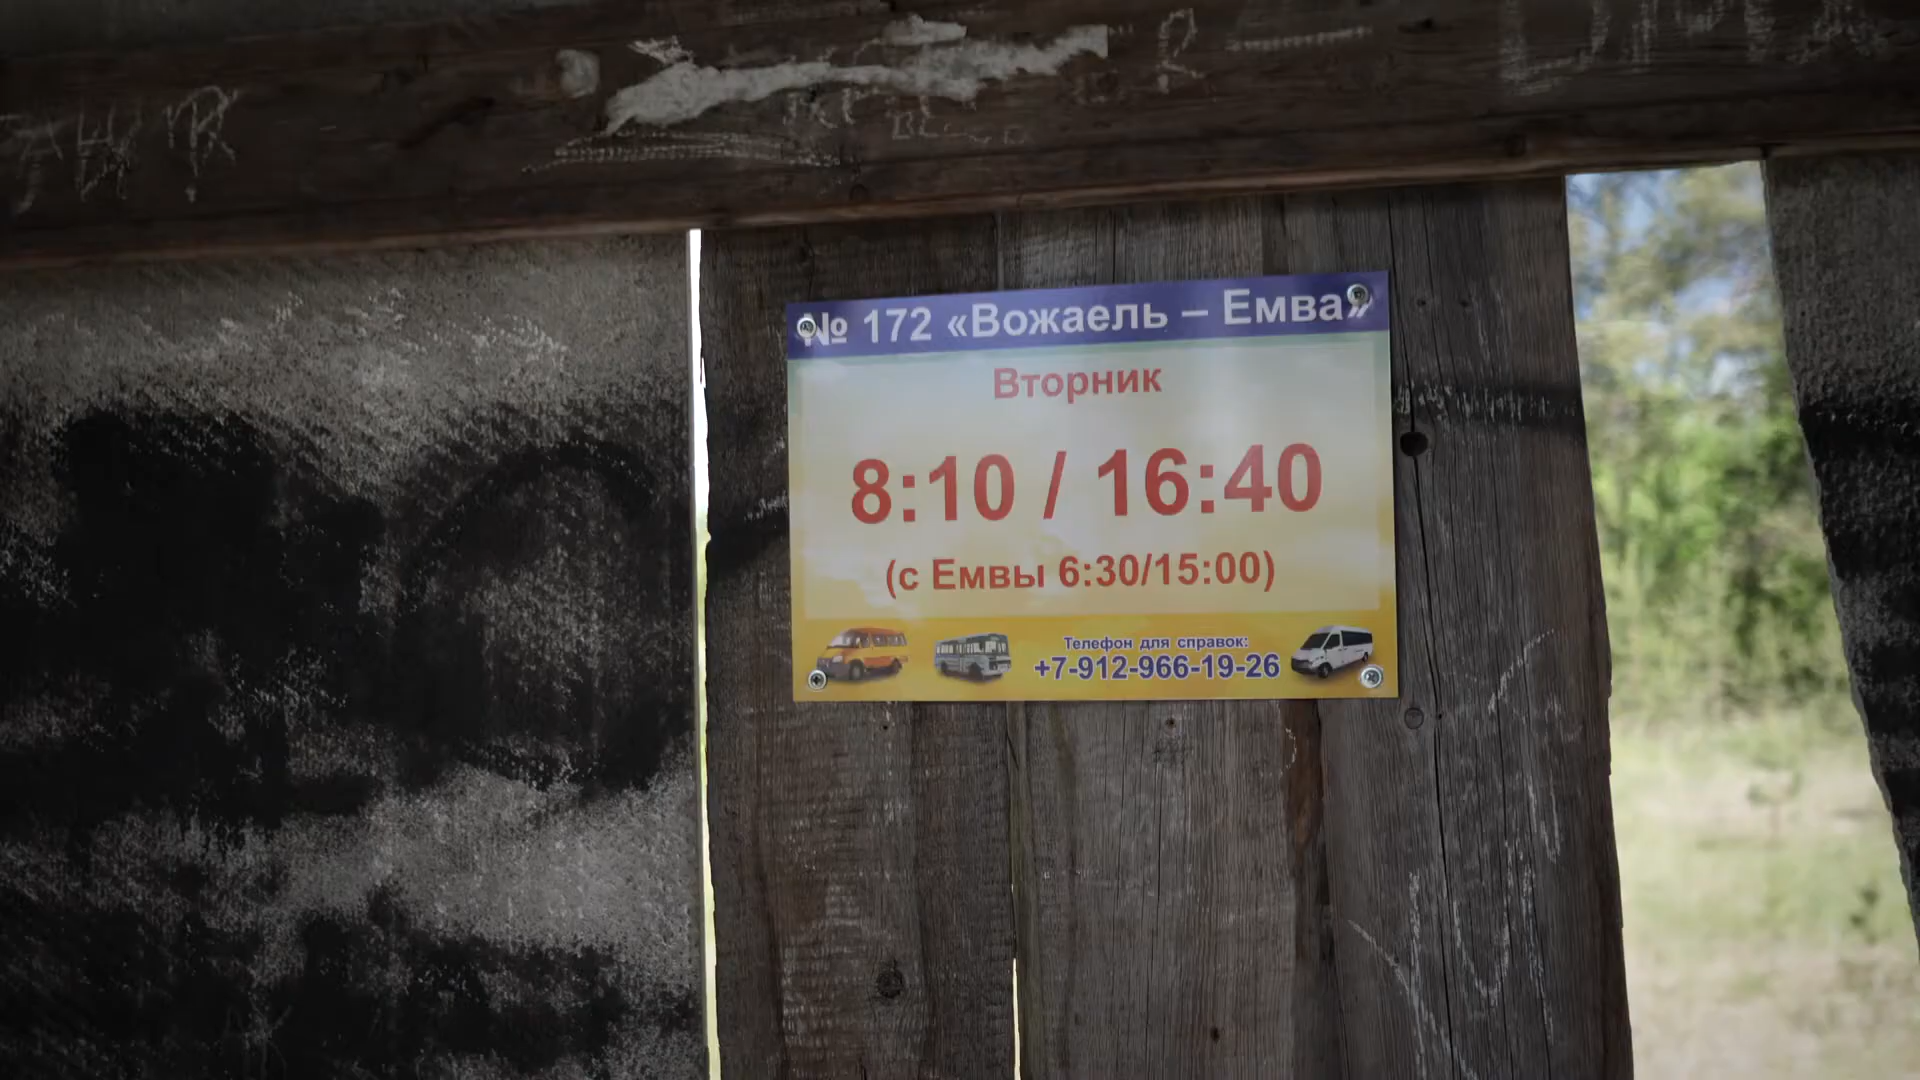 № 172 «Вожаель – Емва»
Вторник
8:10 / 16:40
(с Емвы 6:30/15:00)
Телефон для справок:
+7-912-966-19-26